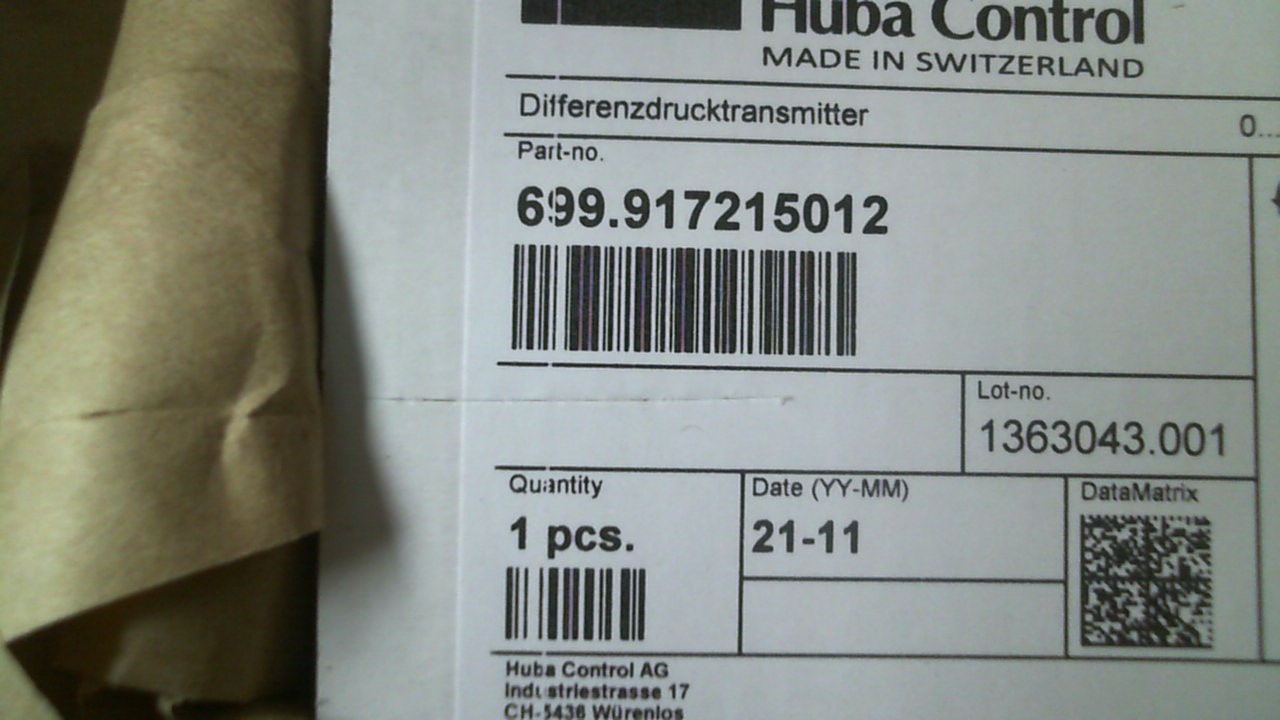 Huba Control
MADE IN SWITZERLAND
Differenzdrucktransmitter
0...
Part-no.
699.917215012
Lot-no.
1363043.001
Quantity
1 pcs.
Date (YY-MM)
21-11
DataMatrix
Huba Control AG
Industriestrasse 17
CH-5436 Würenlos